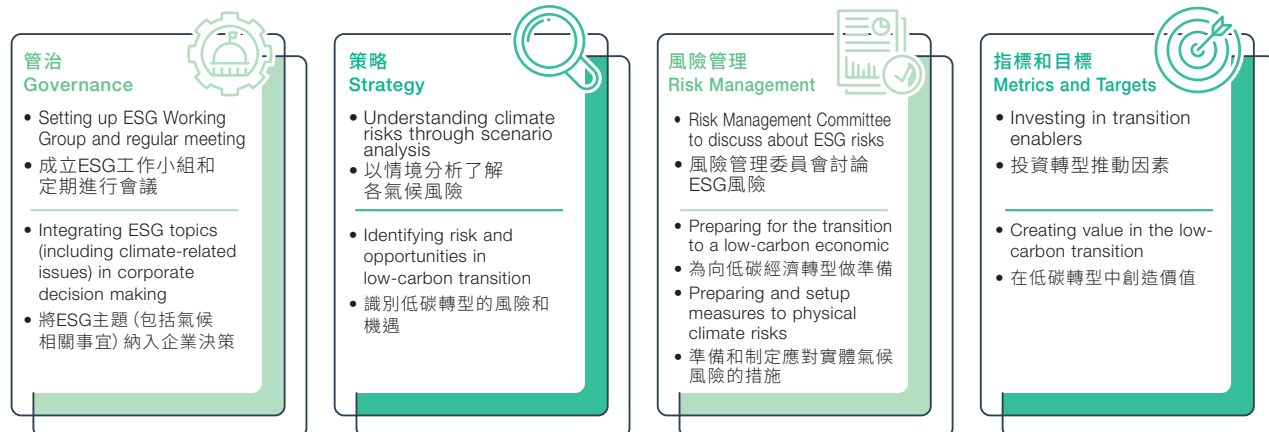 管治
Governance
• Setting up ESG Working
Group and regular meeting
• 成立ESG工作小組和
定期進行會議
• Integrating ESG topics
(including climate-related
issues) in corporate
decision making
• 將ESG主題（包括氣候
相關事宜）納入企業決策
策略
Strategy
• Understanding climate
risks through scenario
analysis
• 以情境分析了解
各氣候風險
• Identifying risk and
opportunities in
low-carbon transition
• 識別低碳轉型的風險和
機遇
風險管理
Risk Management
• Risk Management Committee
to discuss about ESG risks
• 風險管理委員會討論
ESG風險
• Preparing for the transition
to a low-carbon economic
• 為向低碳經濟轉型做準備
• Preparing and setup
measures to physical
climate risks
• 準備和制定應對實體氣候
風險的措施
指標和目標
Metrics and Targets
• Investing in transition
enablers
• 投資轉型推動因素
• Creating value in the low-
carbon transition
• 在低碳轉型中創造價值